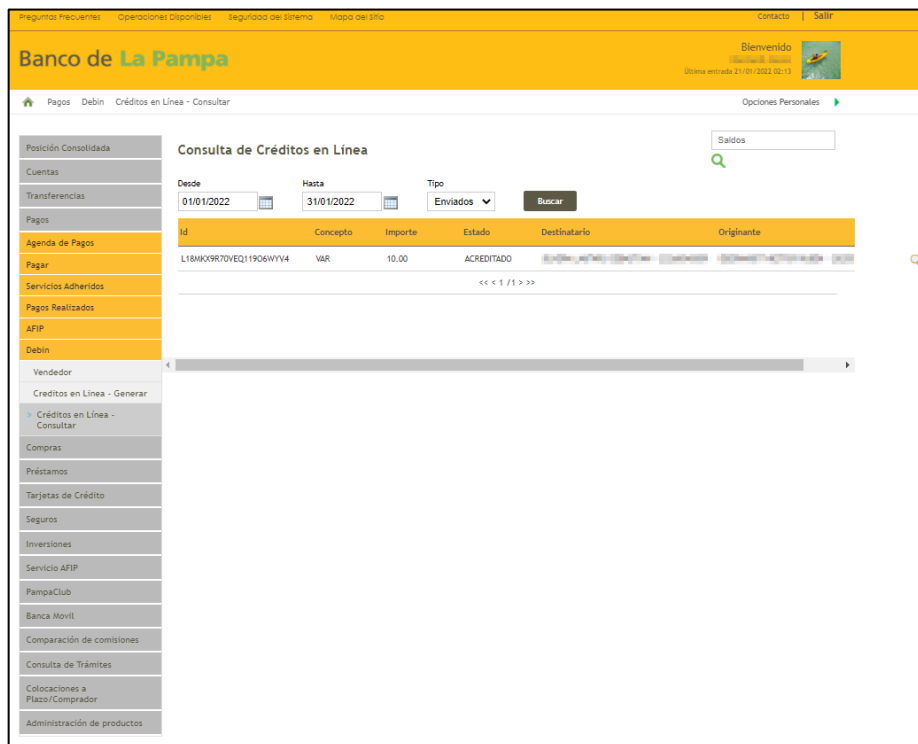 Preguntas Frecuentes Operaciones Disponibles Seguridad del Sistema Mapa del Sitio Contacto | Salir
Banco de La Pampa
Bienvenido
Última entrada 21/01/2022 02:13
Pagos Debin Créditos en Línea - Consultar Opciones Personales
Posición Consolidada
Cuentas
Transferencias
Pagos
Agenda de Pagos
Pagar
Servicios Adheridos
Pagos Realizados
AFIP
Debin
Vendedor
Creditos en Linea - Generar
Créditos en Línea -
Consultar
Compras
Préstamos
Tarjetas de Crédito
Seguros
Inversiones
Servicio AFIP
PampaClub
Banca Movil
Comparación de comisiones
Consulta de Trámites
Colocaciones a
Plazo/Comprador
Administración de productos
Consulta de Créditos en Línea
Saldos
Desde Hasta Tipo
01/01/2022 31/01/2022 Enviados Buscar
Id Concepto Importe Estado Destinatario Originante
L18MKX9R70VEQ119O6WYV4 VAR 10.00 ACREDITADO
<< < 1 /1 > >>